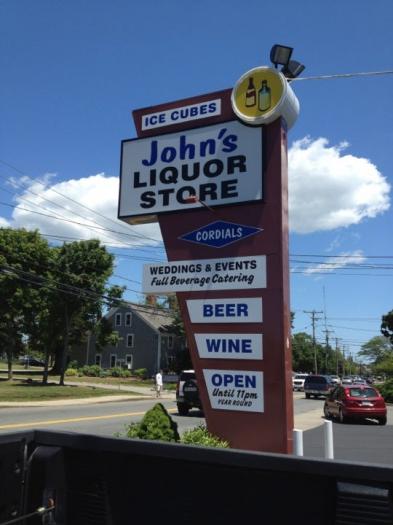 ICE CUBES
John's
LIQUOR
STORE
CORDIALS
WEDDINGS & EVENTS
Full Beverage Catering
BEER
WINE
OPEN
Until 11pm
YEAR ROUND